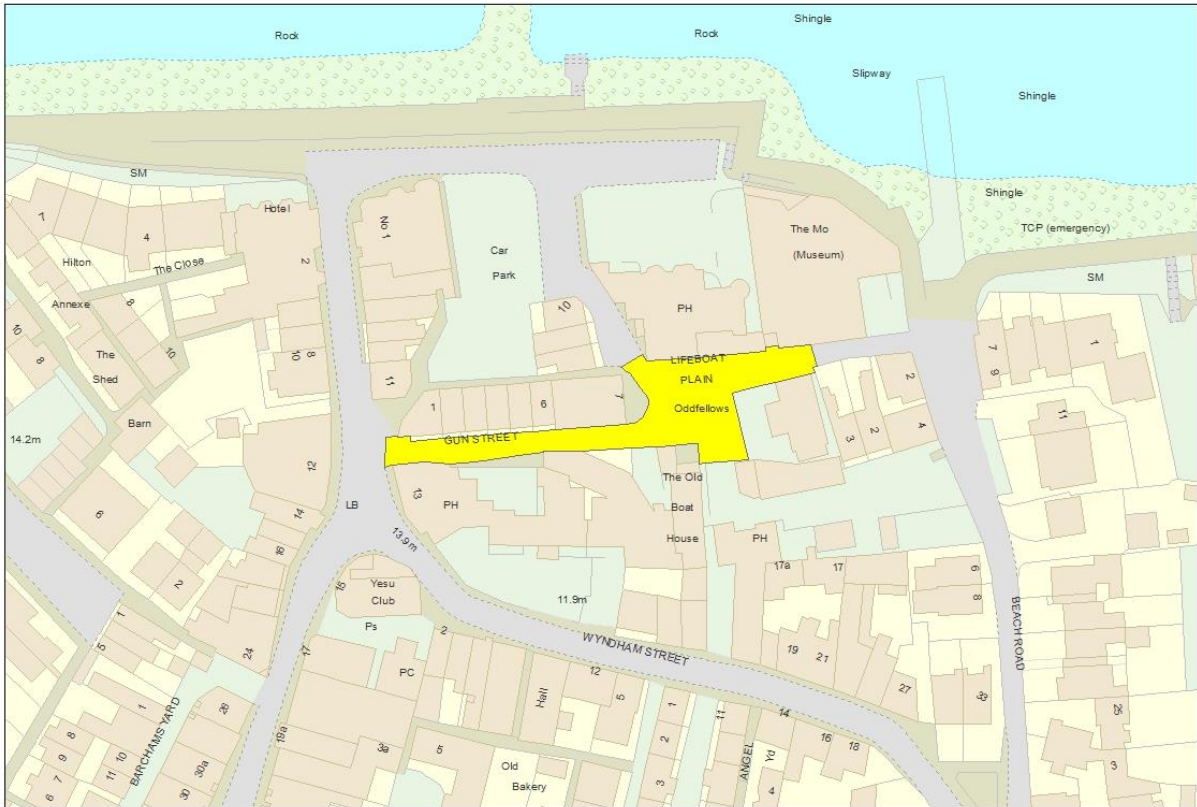 Shingle
Rock
Rock
Slipway
Shingle
SM
Shingle
Hotel
TCP (emergency)
7
No 1
4
The Mo
(Museum)
Car
Park
Hilton
2
The Close
SM
Annexe
8
10
PH
10
8
The
Shed
10
10
8
LIFEBOAT
PLAIN
7
9
1
11
2
Barn
1
6
7
Oddfellows
3
2
4
11
14.2m
GUN STREET
12
13
PH
The Old
Boat
House
6
14
LB
13.9m
PH
16
17a
17
6
8
2
15
Yesu
Club
11.9m
BEACH ROAD
1
5
Ps
2
WYNDHAM STREET
24
17
19
21
PC
12
5
27
33
Hall
1
28
1
11
14
25
8
9
10
11
BARCHAMS YARD
19a
3a
5
2
16
18
ANGEL
Yd
3
30a
Old
Bakery
7
6
30
3
4